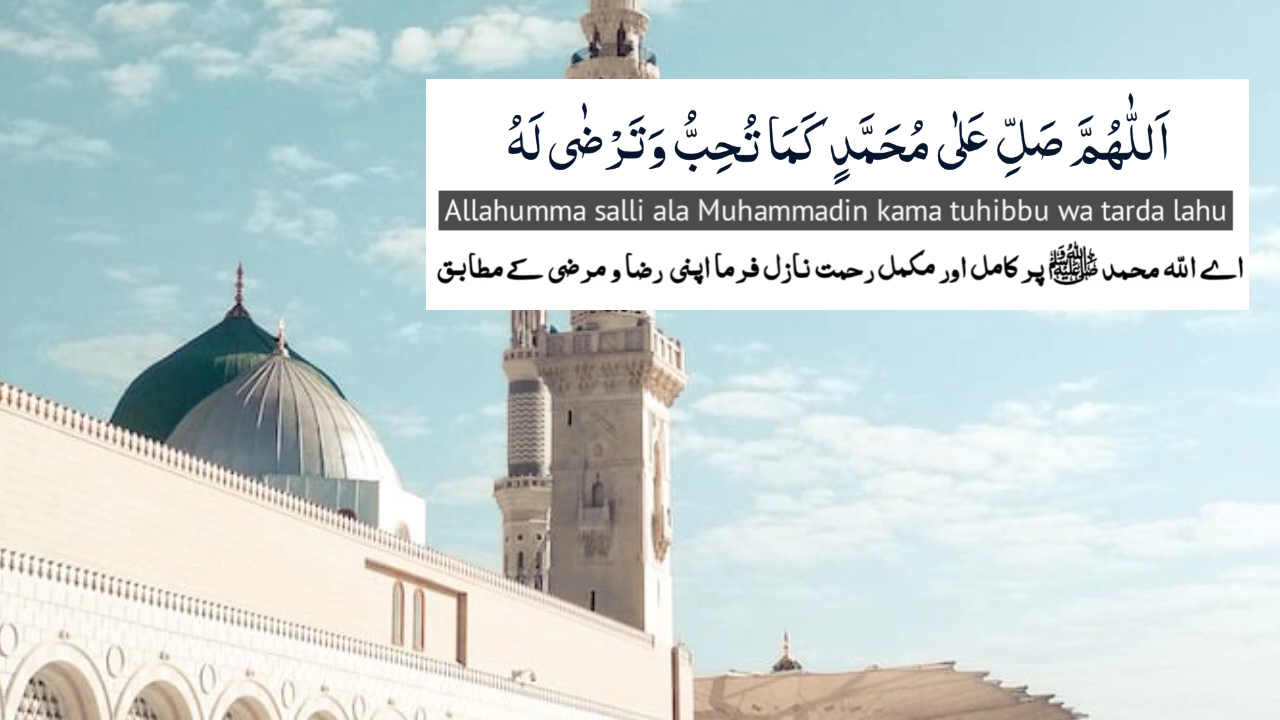 اَللّٰهُمَّ صَلِّ عَلٰى مُحَمَّدٍ كَمَا تُحِبُّ وَتَرْضٰى لَهُ
Allahumma salli ala Muhammadin kama tuhibbu wa tarda lahu
اے اللّٰه محمد ﷺ پر کامل اور مکمل رحمت نازل فرما اپنی رضا و مرضی کے مطابق